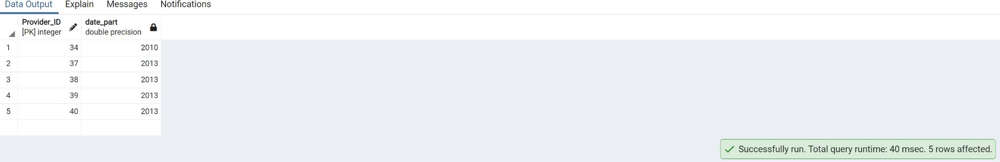 Data Output Explain Messages Notifications
Provider_ID date_part
[PK] integer double precision
1 34 2010
2 37 2013
3 38 2013
4 39 2013
5 40 2013
Successfully run. Total query runtime: 40 msec. 5 rows affected.